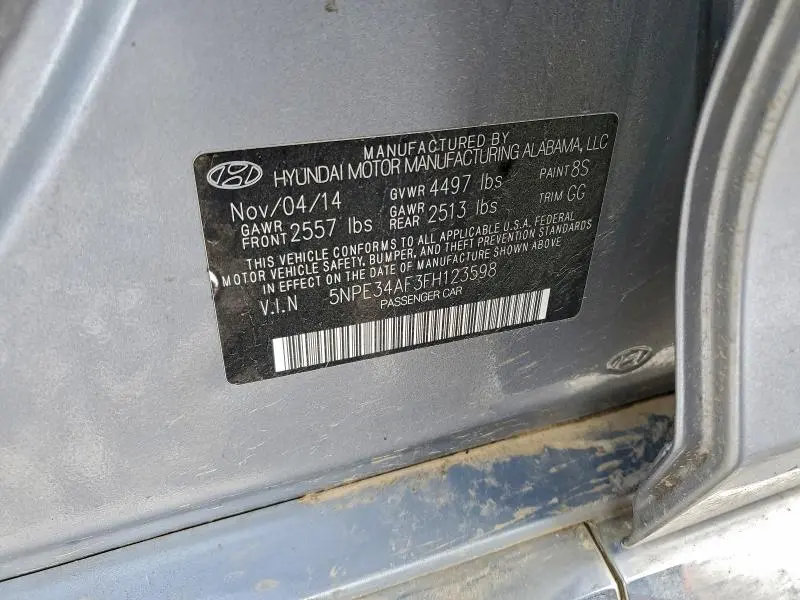 MANUFACTURED BY
HYUNDAI MOTOR MANUFACTURING ALABAMA, LLC
Nov/04/14 GVWR 4497 lbs PAINT 8S
GAWR FRONT 2557 lbs GAWR REAR 2513 lbs TRIM GG
THIS VEHICLE CONFORMS TO ALL APPLICABLE U.S.A. FEDERAL
MOTOR VEHICLE SAFETY, BUMPER, AND THEFT PREVENTION STANDARDS
IN EFFECT ON THE DATE OF MANUFACTURE SHOWN ABOVE
V.I.N 5NPE34AF3FH123598
PASSENGER CAR